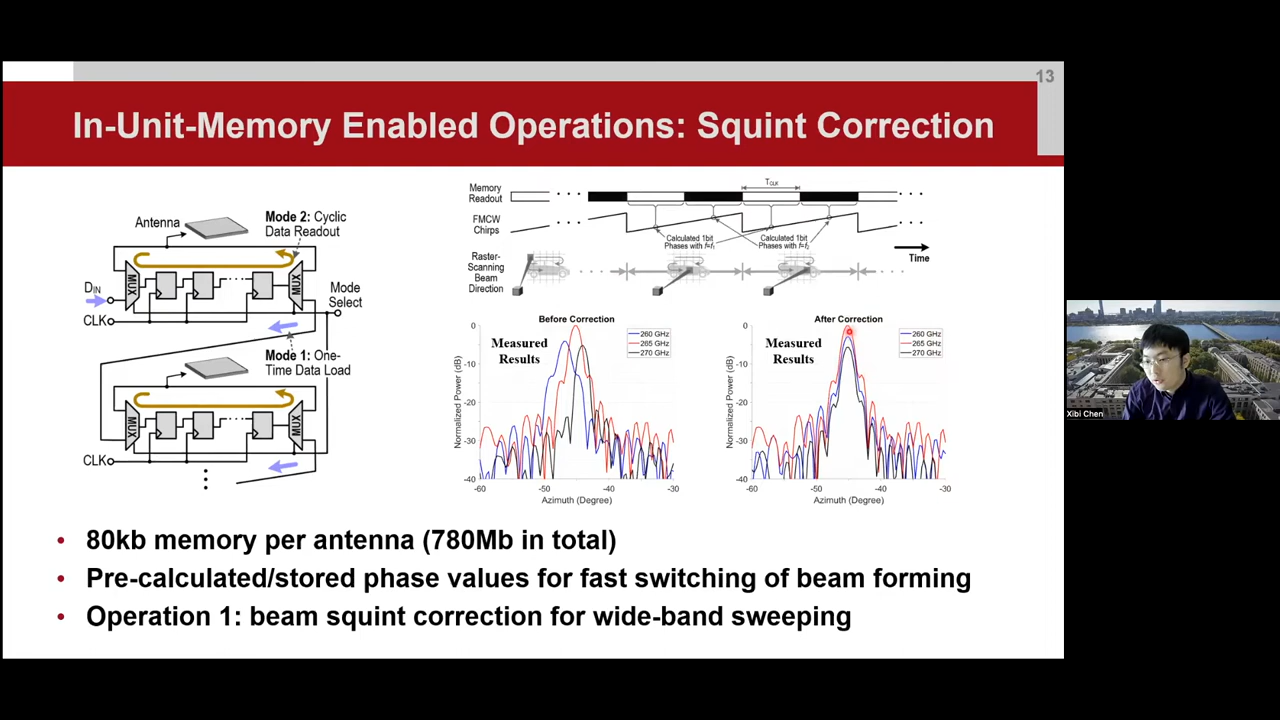 13
In-Unit-Memory Enabled Operations: Squint Correction
Antenna
Mode 2: Cyclic
Data Readout
DIN
MUX
MUX
Mode
Select
CLK
Mode 1: One-
Time Data Load
MUX
MUX
CLK
Memory
Readout
TCLK
FMCW
Chirps
Calculated 1bit
Phases with f=f1
Calculated 1bit
Phases with f=f2
Time
Raster-
Scanning
Beam
Direction
Before Correction
Measured
Results
260 GHz
265 GHz
270 GHz
Normalized Power (dB)
0
-10
-20
-30
-40
-60
-50
-40
-30
Azimuth (Degree)
After Correction
Measured
Results
260 GHz
265 GHz
270 GHz
Normalized Power (dB)
0
-10
-20
-30
-40
-60
-50
-40
-30
Azimuth (Degree)
• 80kb memory per antenna (780Mb in total)
• Pre-calculated/stored phase values for fast switching of beam forming
• Operation 1: beam squint correction for wide-band sweeping
Xibi Chen